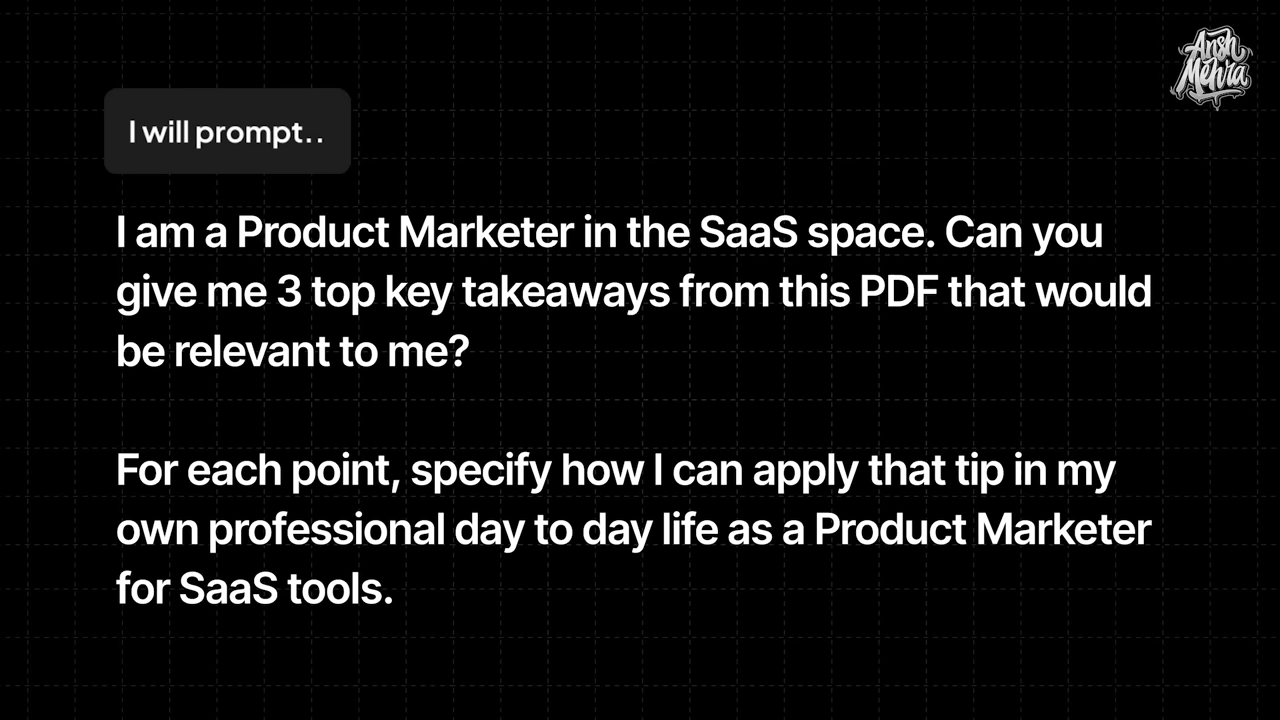 Ansh
Mehra
I will prompt..
I am a Product Marketer in the SaaS space. Can you
give me 3 top key takeaways from this PDF that would
be relevant to me?
For each point, specify how I can apply that tip in my
own professional day to day life as a Product Marketer
for SaaS tools.